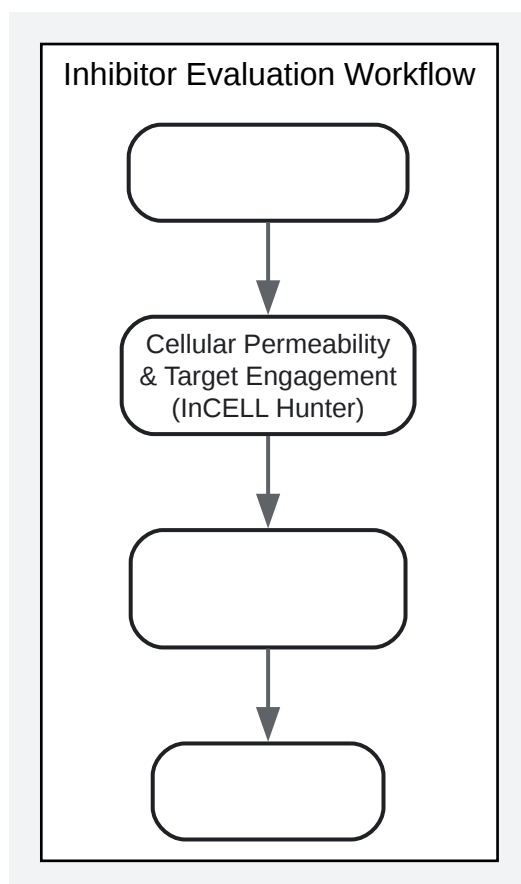 Inhibitor Evaluation Workflow
Cellular Permeability
& Target Engagement
(InCELL Hunter)